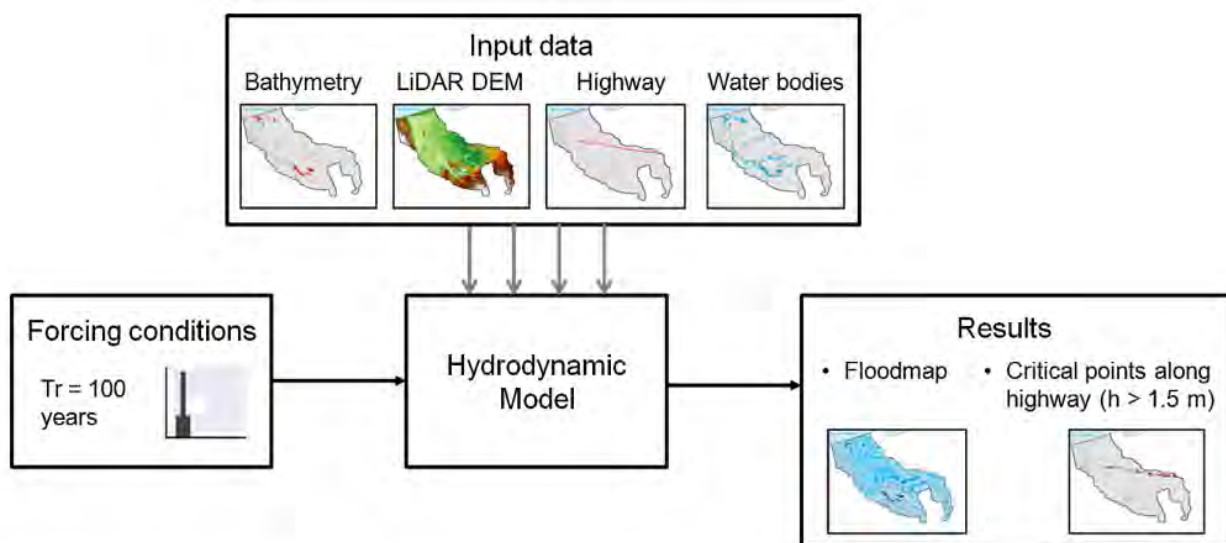 Input data
Bathymetry
LiDAR DEM
Highway
Water bodies
Forcing conditions
Tr = 100
years
Hydrodynamic
Model
Results
• Floodmap
• Critical points along
highway (h > 1.5 m)